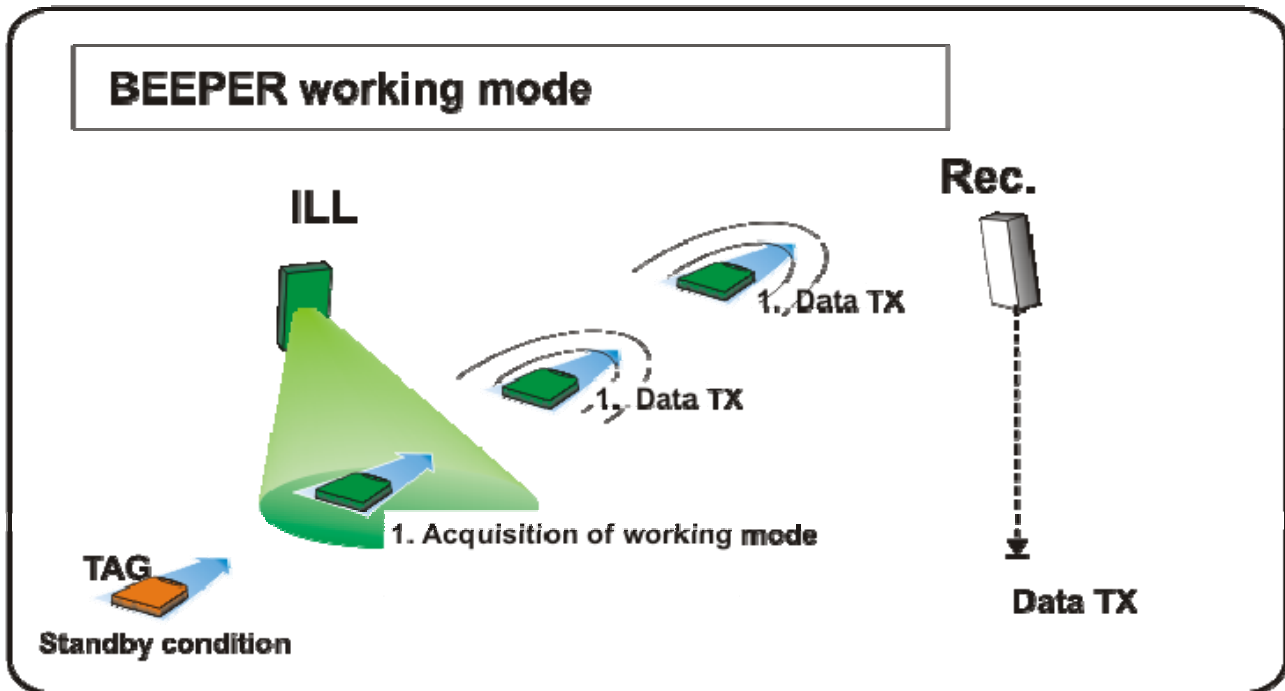 BEEPER working mode
Rec.
ILL
1. Data TX
1. Data TX
1. Acquisition of working mode
TAG
Data TX
Standby condition